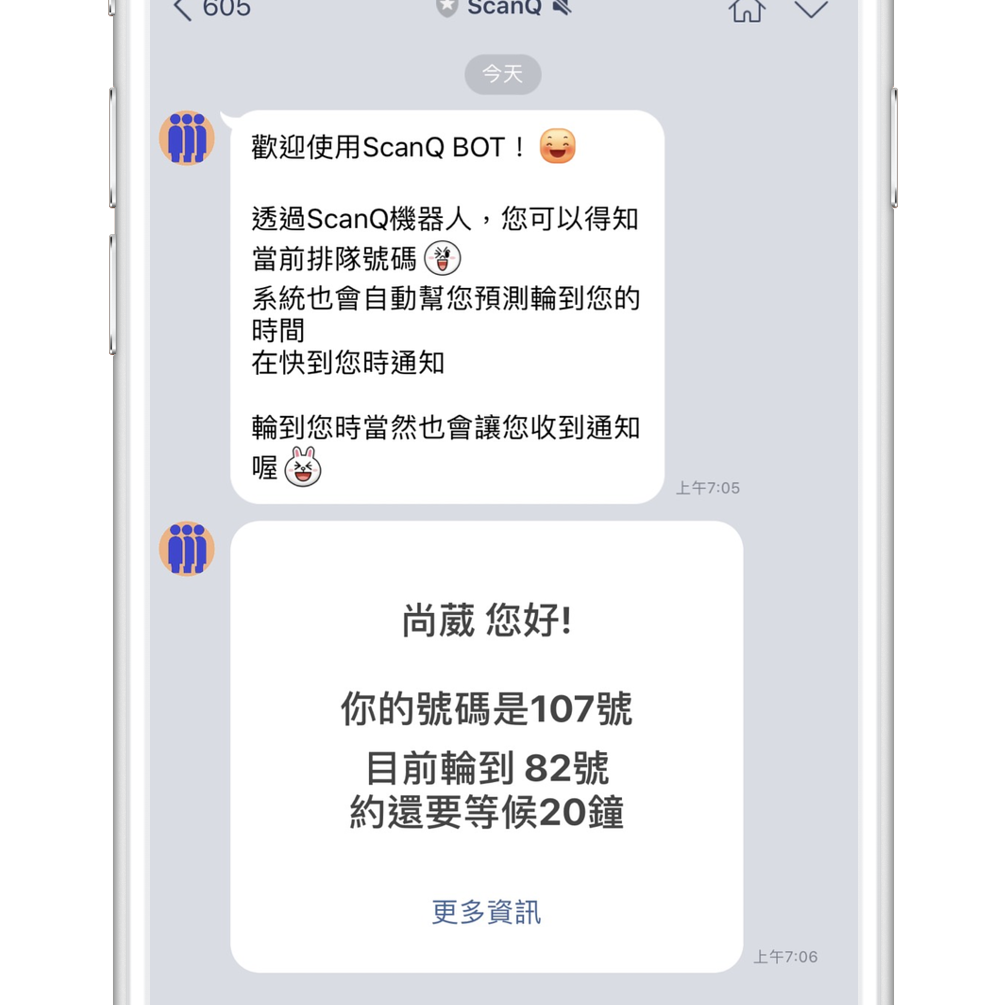 605
ScanQ
今天
歡迎使用ScanQ BOT！
透過ScanQ機器人，您可以得知
當前排隊號碼
系統也會自動幫您預測輪到您的
時間
在快到您時通知
輪到您時當然也會讓您收到通知
喔
上午7:05
尚葳 您好!
你的號碼是107號
目前輪到 82號
約還要等候20鐘
更多資訊
上午7:06